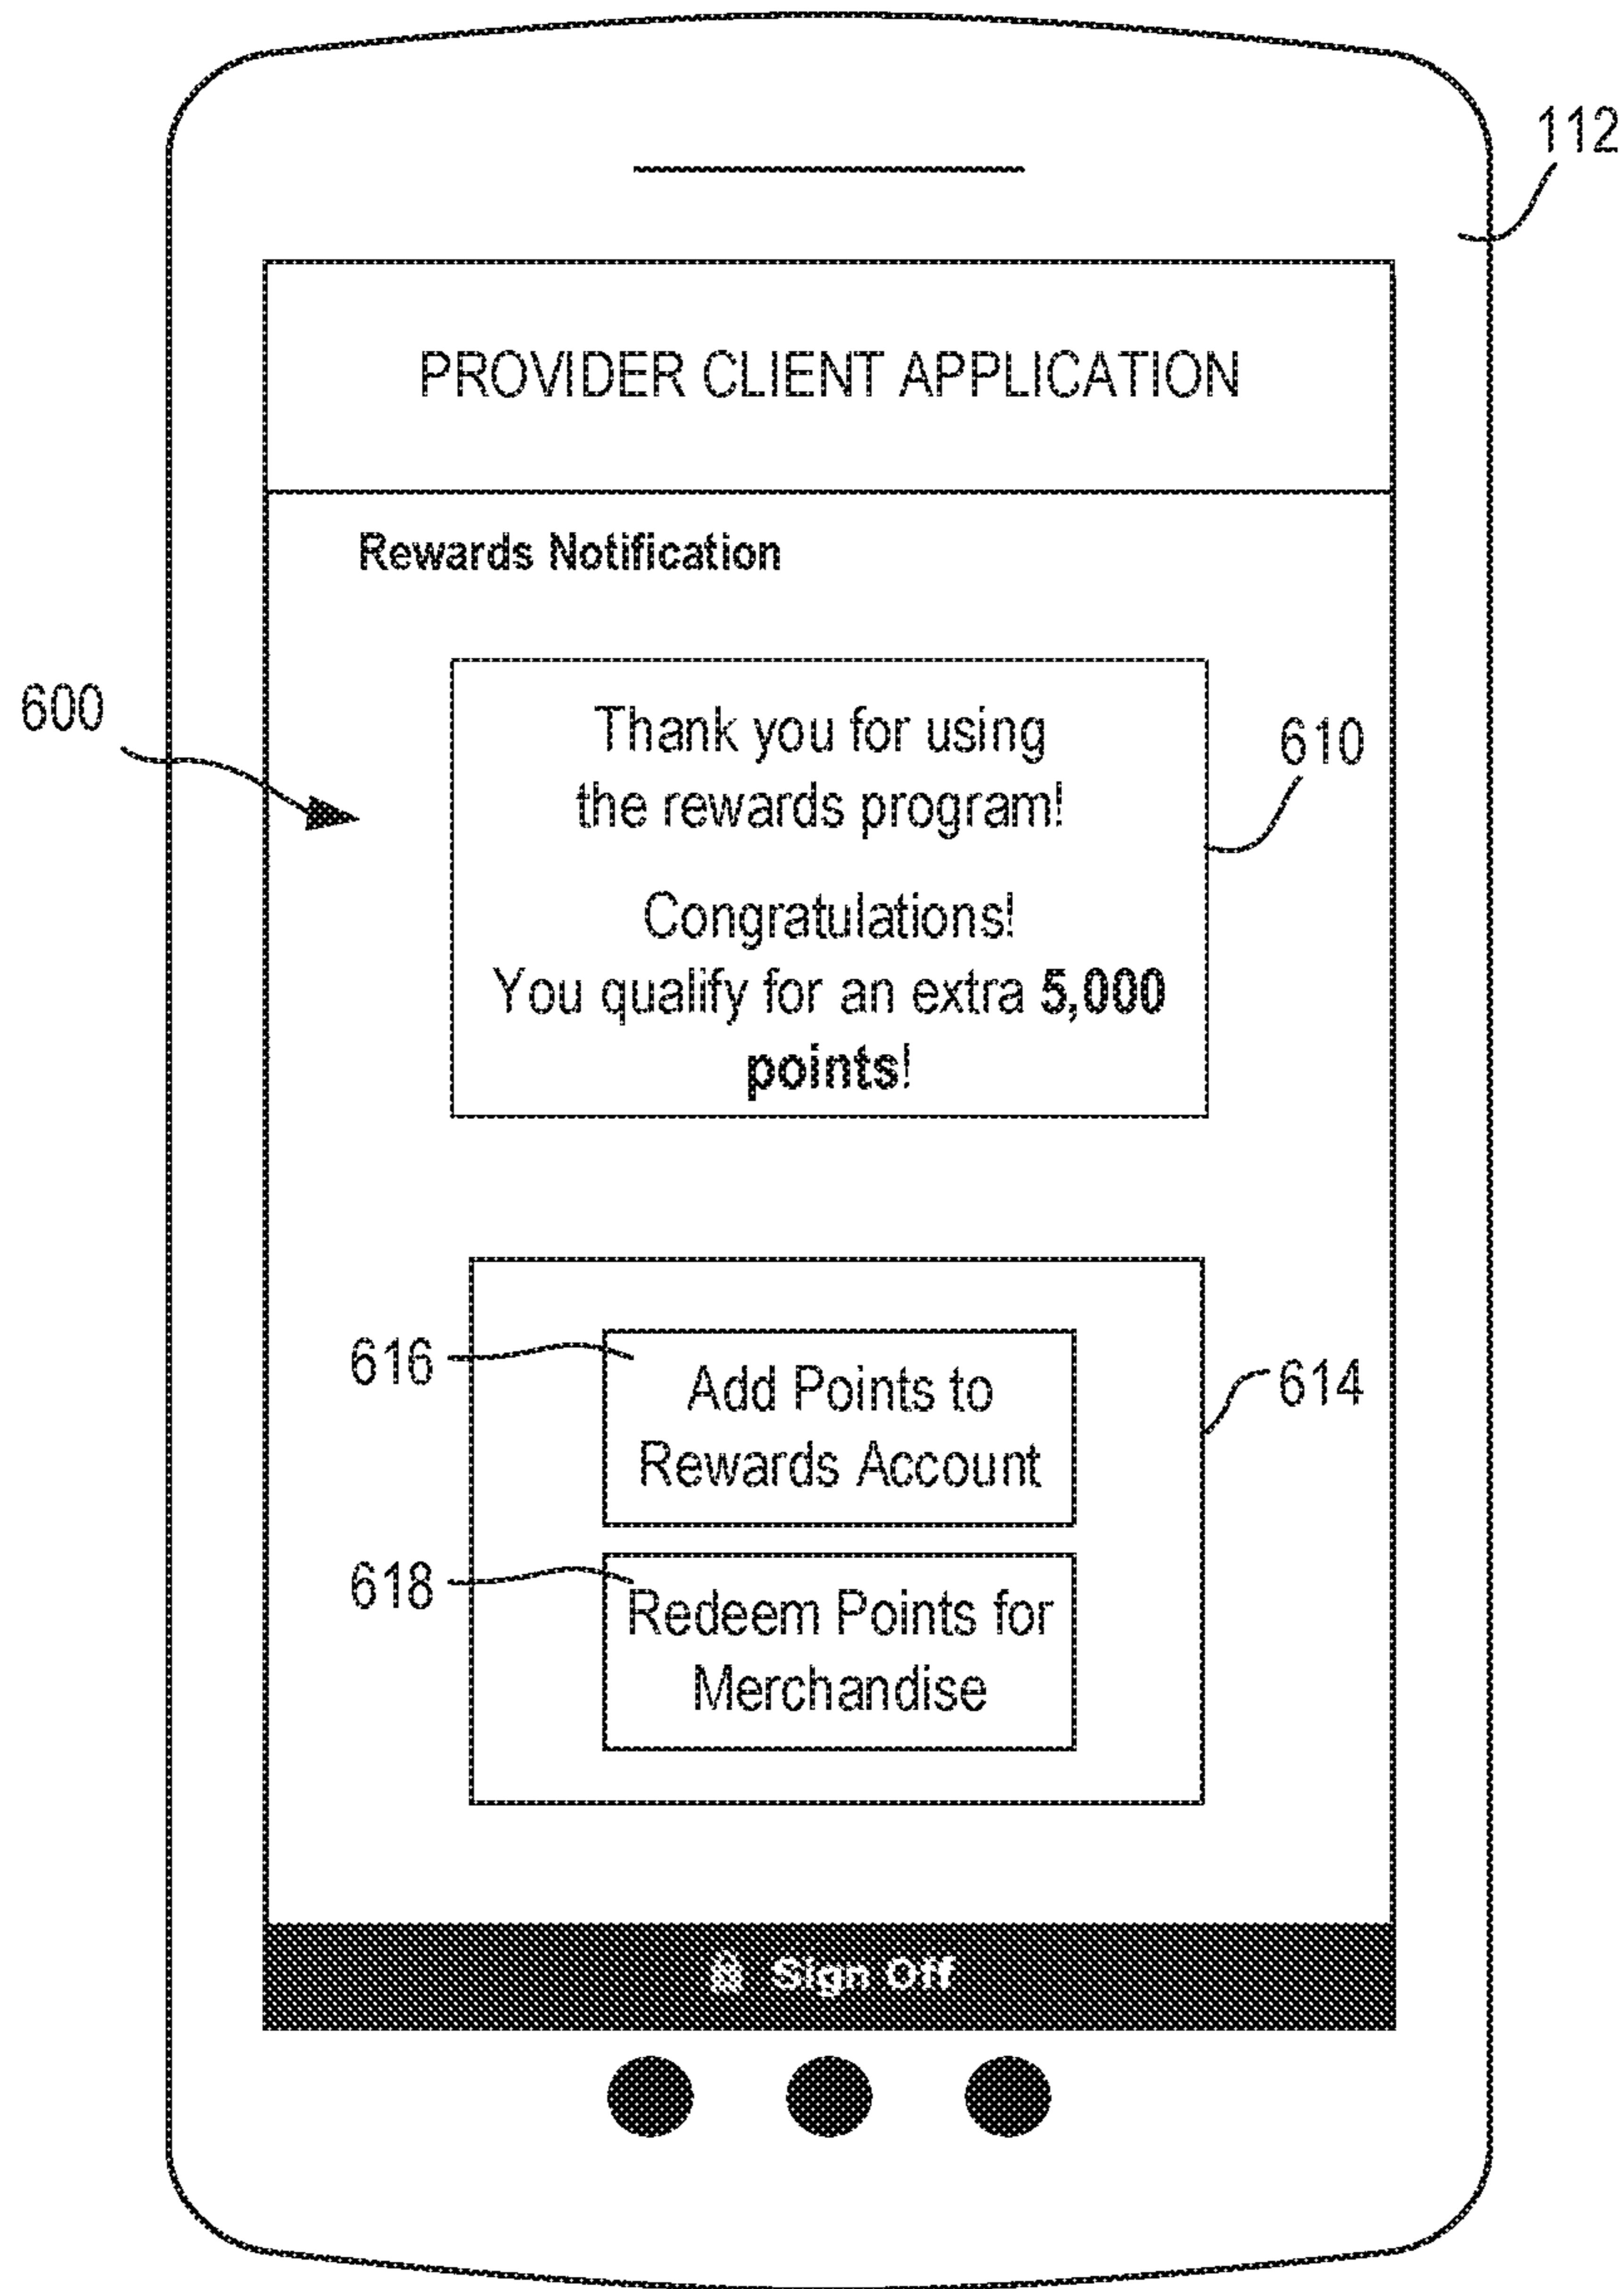 112
PROVIDER CLIENT APPLICATION
Rewards Notification
600
Thank you for using
610
the rewards program!
Congratulations!
You qualify for an extra 5,000
points!
616
Add Points to
614
Rewards Account
618
Redeem Points for
Merchandise
Sign Off